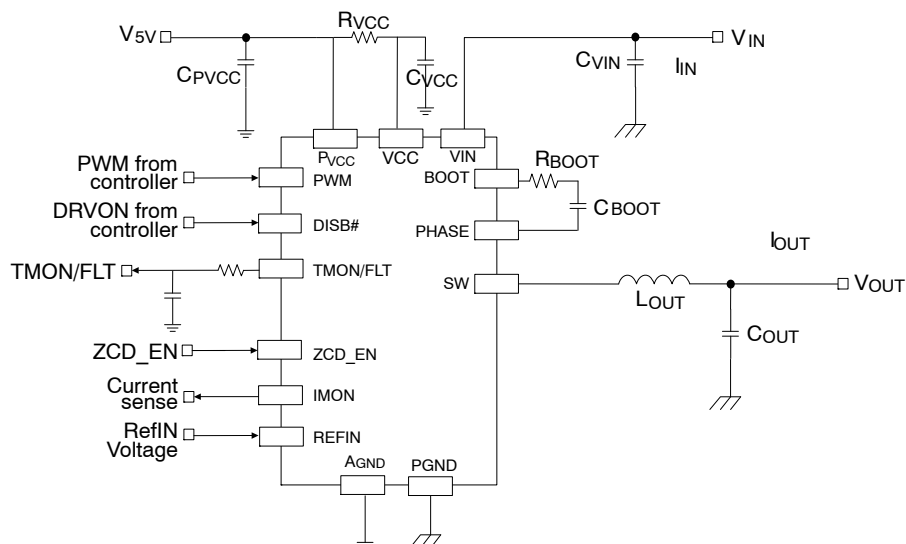 RVCC
V5V
CPVCC
CVCC
CVIN
IIN
VIN
PVCC
VCC
VIN
PWM from
controller
PWM
BOOT
RBOOT
CBOOT
DRVON from
controller
DISB#
PHASE
TMON/FLT
TMON/FLT
SW
IOUT
LOUT
VOUT
COUT
ZCD_EN
ZCD_EN
Current
sense
IMON
RefIN
Voltage
REFIN
AGND
PGND